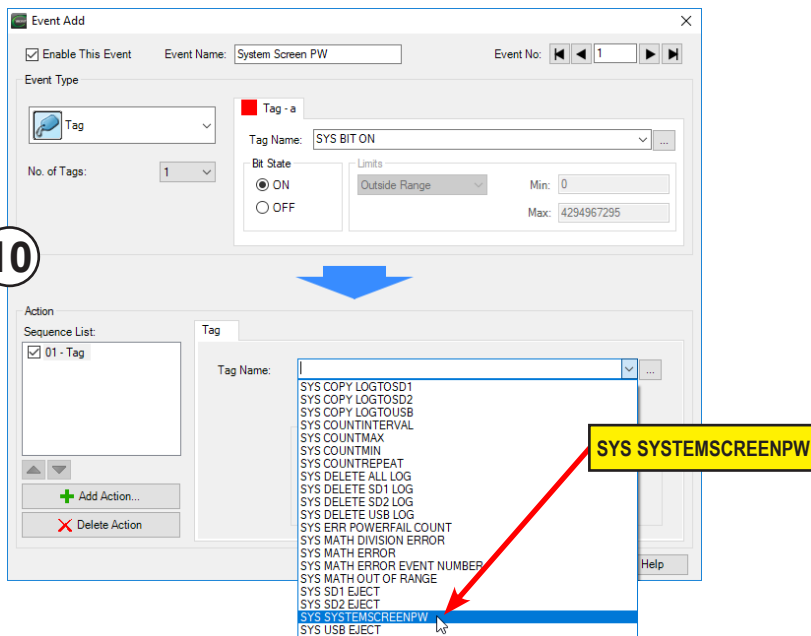 Event Add
Enable This Event Event Name: System Screen PW Event No: 1
Event Type
Tag
Tag - a
Tag Name: SYS BIT ON ...
No. of Tags: 1
Bit State
ON
OFF
Limits
Outside Range
Min: 0
Max: 4294967295
10
Action
Sequence List:
01 - Tag
Tag
Tag Name: ...
SYS COPY LOGTOSD1
SYS COPY LOGTOSD2
SYS COPY LOGTOUSB
SYS COUNTINTERVAL
SYS COUNTMAX
SYS COUNTMIN
SYS COUNTREPEAT
SYS DELETE ALL LOG
SYS DELETE SD1 LOG
SYS DELETE SD2 LOG
SYS DELETE USB LOG
SYS ERR POWERFAIL COUNT
SYS MATH DIVISION ERROR
SYS MATH ERROR
SYS MATH ERROR EVENT NUMBER
SYS MATH OUT OF RANGE
SYS SD1 EJECT
SYS SD2 EJECT
SYS SYSTEMSCREENPW
SYS USB EJECT
SYS SYSTEMSCREENPW
Add Action...
Delete Action
Help